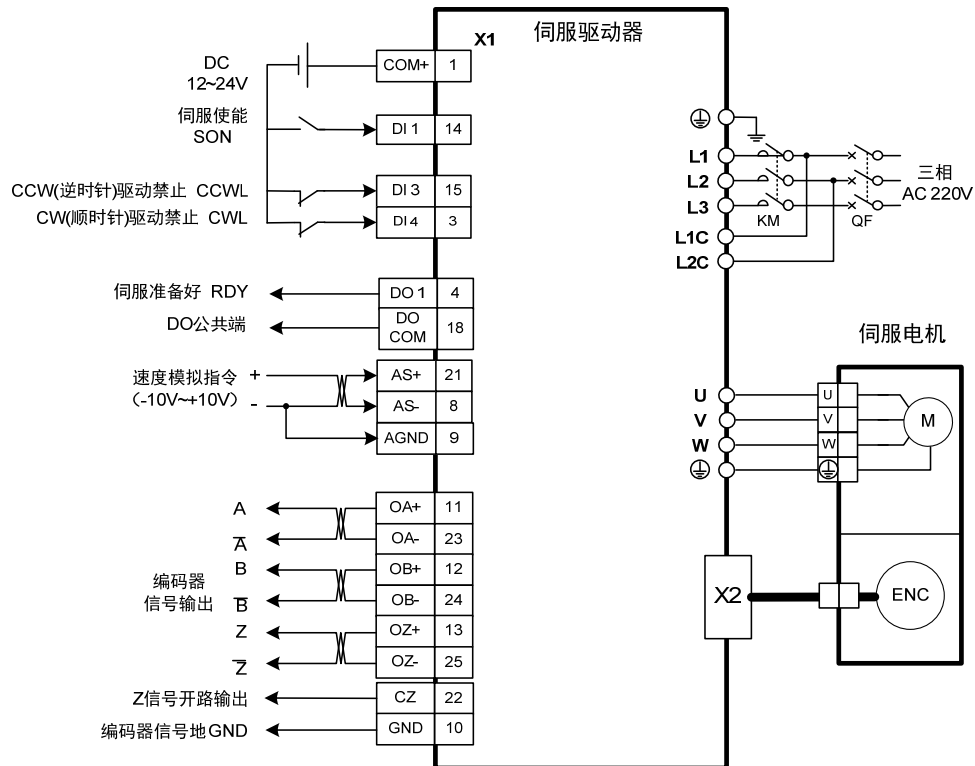 伺服驱动器
X1
DC
12~24V
COM+ 1
伺服使能
SON
DI 1 14
CCW(逆时针)驱动禁止 CCWL
DI 3 15
CW(顺时针)驱动禁止 CWL
DI 4 3
伺服准备好 RDY
DO 1 4
DO公共端
DO
COM
18
速度模拟指令
(-10V~+10V)
+
-
AS+ 21
AS- 8
AGND 9
编码器
信号输出
A
OA+ 11
A̅
OA- 23
B
OB+ 12
B̅
OB- 24
Z
OZ+ 13
Z̅
OZ- 25
Z信号开路输出
CZ 22
编码器信号地GND
GND 10
L1
L2
L3
L1C
L2C
KM
QF
三相
AC 220V
伺服电机
U
V
W
U
V
W
M
X2
ENC